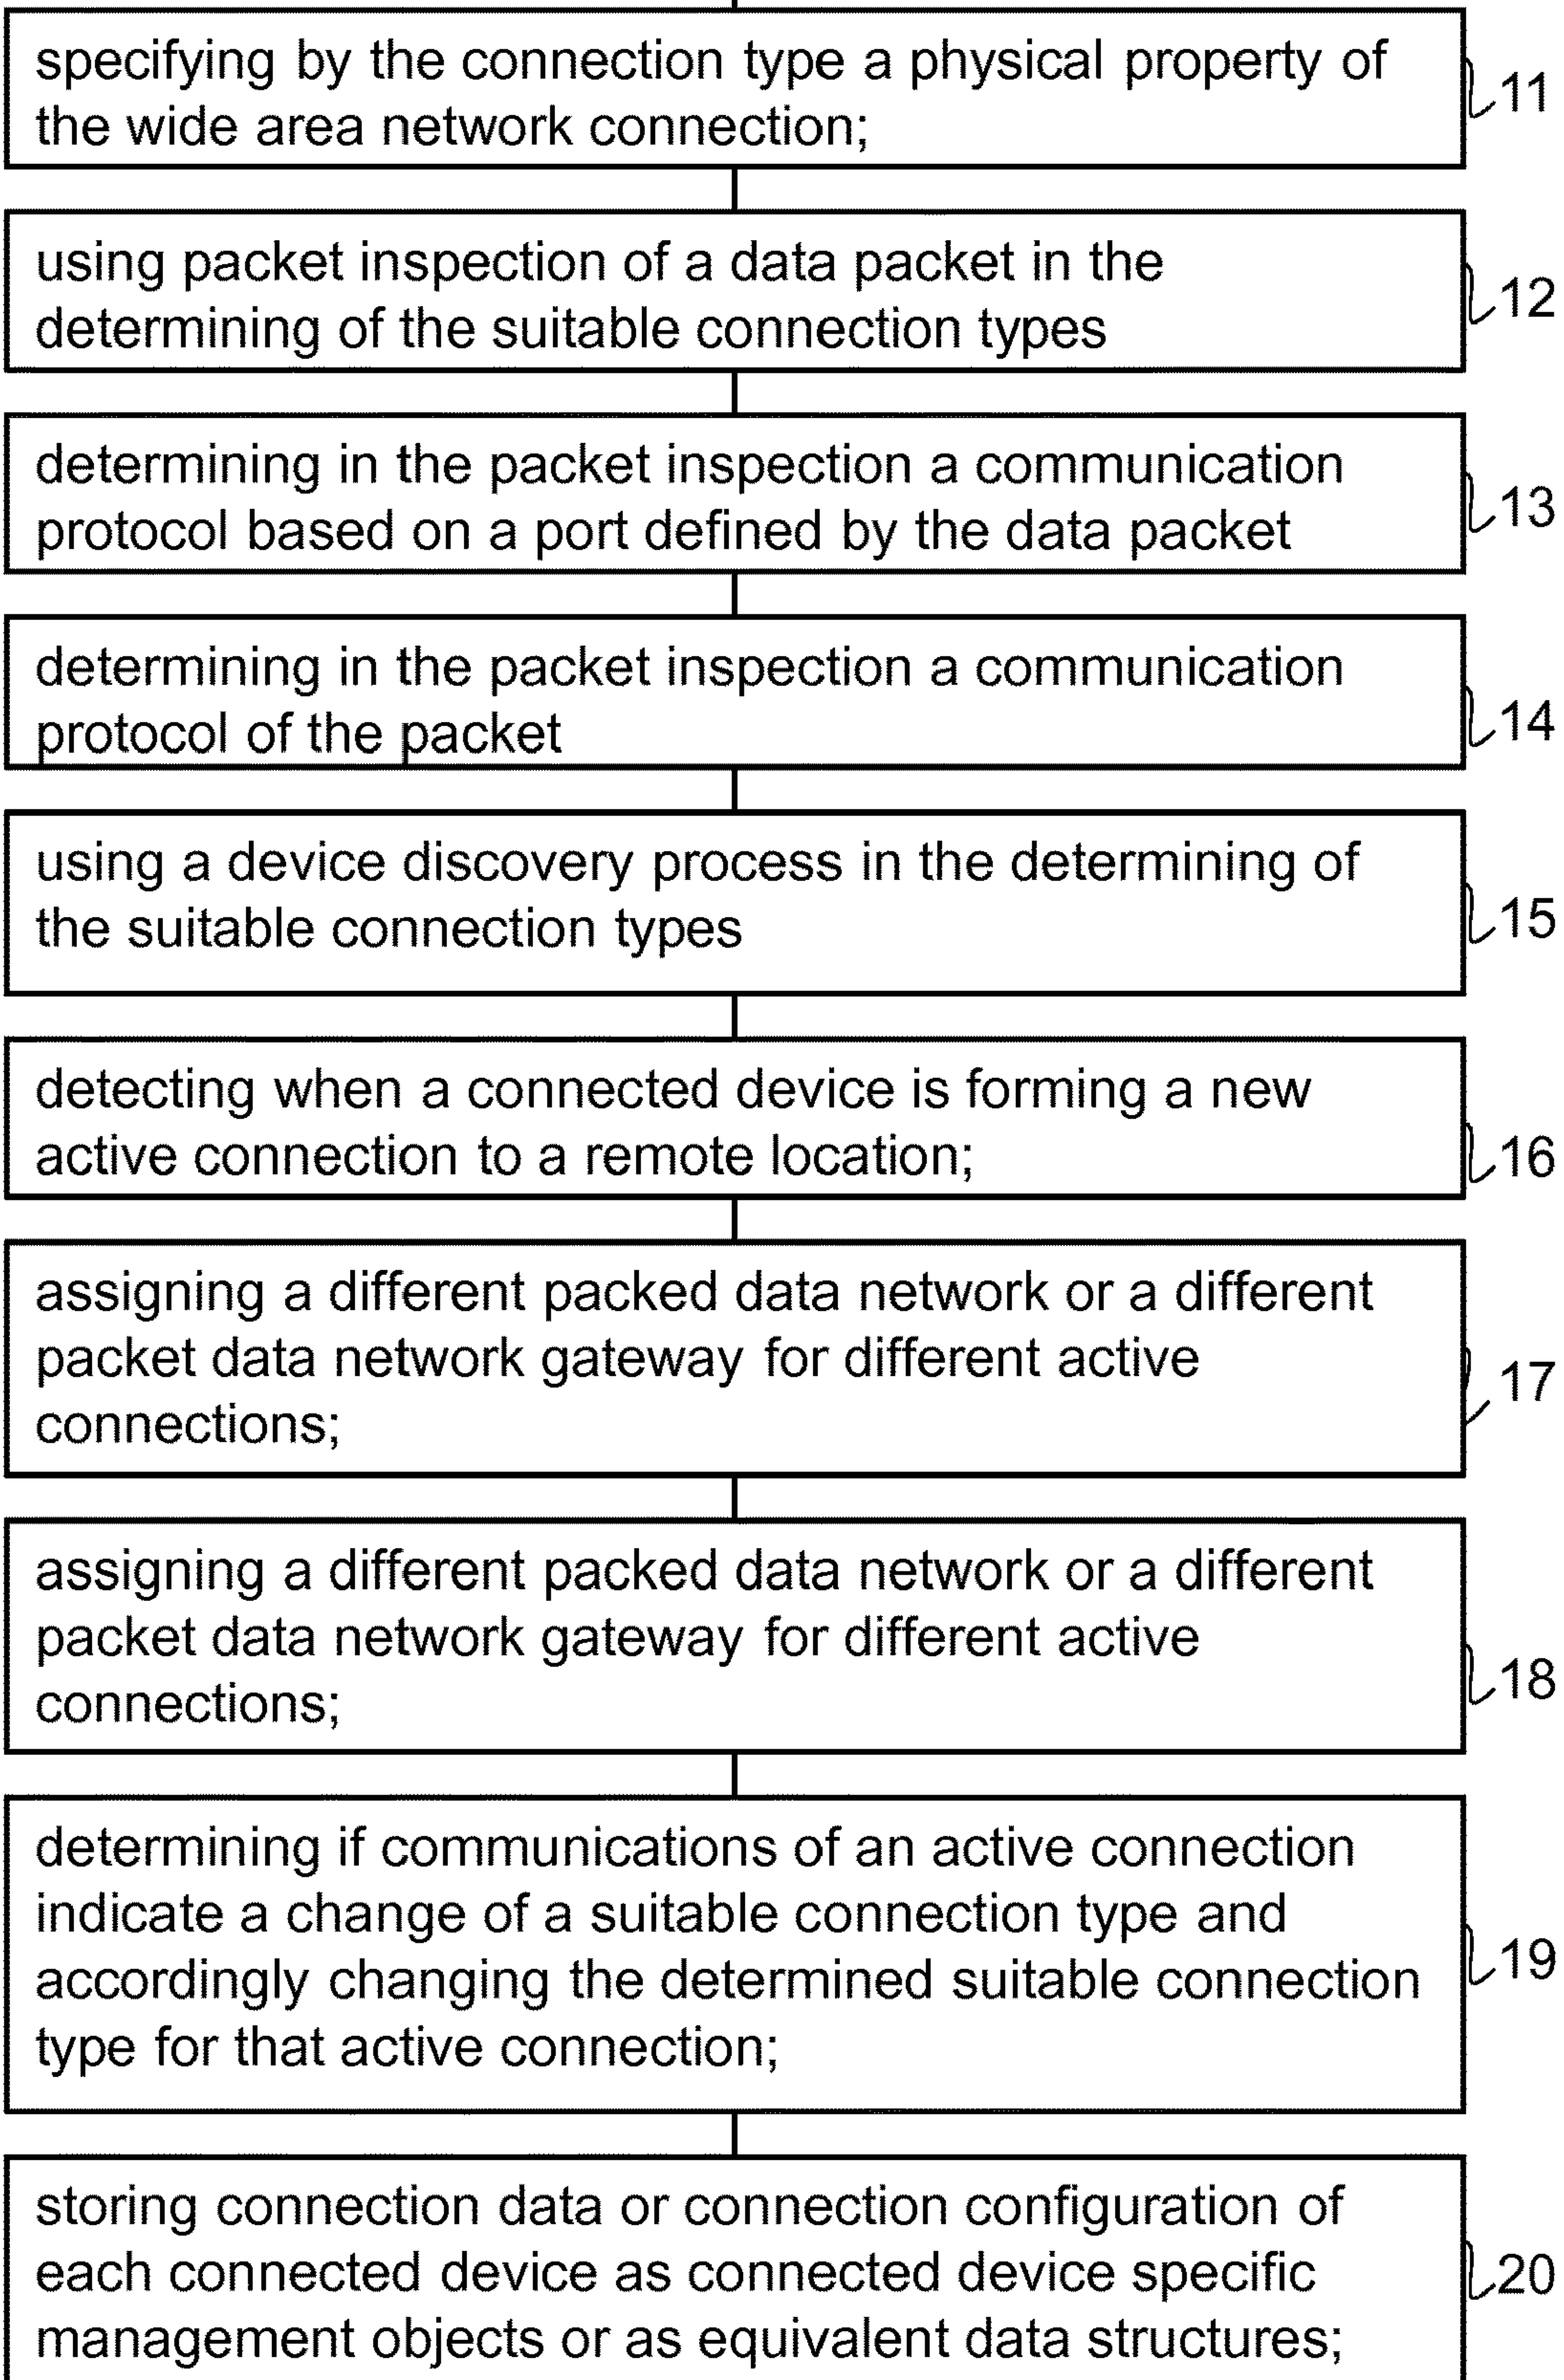 specifying by the connection type a physical property of
the wide area network connection;
11
using packet inspection of a data packet in the
determining of the suitable connection types
12
determining in the packet inspection a communication
protocol based on a port defined by the data packet
13
determining in the packet inspection a communication
protocol of the packet
14
using a device discovery process in the determining of
the suitable connection types
15
detecting when a connected device is forming a new
active connection to a remote location;
16
assigning a different packed data network or a different
packet data network gateway for different active
connections;
17
assigning a different packed data network or a different
packet data network gateway for different active
connections;
18
determining if communications of an active connection
indicate a change of a suitable connection type and
accordingly changing the determined suitable connection
type for that active connection;
19
storing connection data or connection configuration of
each connected device as connected device specific
management objects or as equivalent data structures;
20